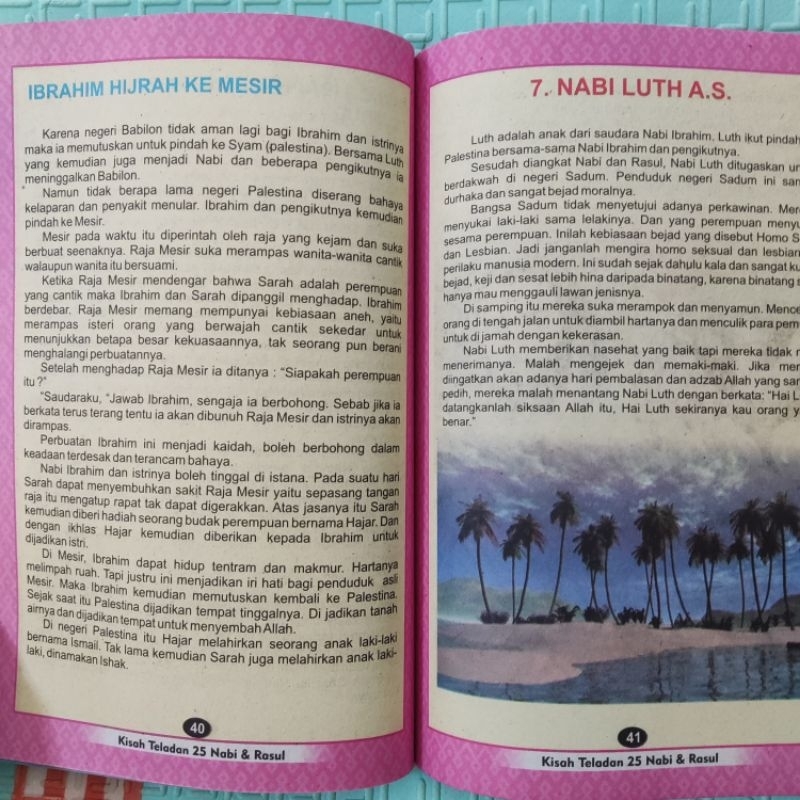 IBRAHIM HIJRAH KE MESIR
Karena negeri Babilon tidak aman lagi bagi Ibrahim dan istrinya
maka ia memutuskan untuk pindah ke Syam (palestina). Bersama Luth
yang kemudian juga menjadi Nabi dan beberapa pengikutnya ia
meninggalkan Babilon.
Namun tidak berapa lama negeri Palestina diserang bahaya
kelaparan dan penyakit menular. Ibrahim dan pengikutnya kemudian
pindah ke Mesir.
Mesir pada waktu itu diperintah oleh raja yang kejam dan suka
berbuat seenaknya. Raja Mesir suka merampas wanita-wanita cantik
walaupun wanita itu bersuami.
Ketika Raja Mesir mendengar bahwa Sarah adalah perempuan
yang cantik maka Ibrahim dan Sarah dipanggil menghadap. Ibrahim
berdebar. Raja Mesir memang mempunyai kebiasaan aneh, yaitu
merampas isteri orang yang berwajah cantik sekedar untuk
menunjukkan betapa besar kekuasaannya, tak seorang pun berani
menghalangi perbuatannya.
Setelah menghadap Raja Mesir ia ditanya : "Siapakah perempuan
itu ?"
"Saudaraku, "Jawab Ibrahim, sengaja ia berbohong. Sebab jika ia
berkata terus terang tentu ia akan dibunuh Raja Mesir dan istrinya akan
dirampas.
Perbuatan Ibrahim ini menjadi kaidah, boleh berbohong dalam
keadaan terdesak dan terancam bahaya.
Nabi Ibrahim dan istrinya boleh tinggal di istana. Pada suatu hari
Sarah dapat menyembuhkan sakit Raja Mesir yaitu sepasang tangan
raja itu mengatup rapat tak dapat digerakkan. Atas jasanya itu Sarah
kemudian diberi hadiah seorang budak perempuan bernama Hajar. Dan
dengan ikhlas Hajar kemudian diberikan kepada Ibrahim untuk
dijadikan istri.
Di Mesir, Ibrahim dapat hidup tentram dan makmur. Hartanya
melimpah ruah. Tapi justru ini menjadikan iri hati bagi penduduk asli
Mesir. Maka Ibrahim kemudian memutuskan kembali ke Palestina.
Sejak saat itu Palestina dijadikan tempat tinggalnya. Di jadikan tanah
airnya dan dijadikan tempat untuk menyembah Allah.
Di negeri Palestina itu Hajar melahirkan seorang anak laki-laki
bernama Ismail. Tak lama kemudian Sarah juga melahirkan anak laki-
laki, dinamakan Ishak.
40
Kisah Teladan 25 Nabi & Rasul
7. NABI LUTH A.S.
Luth adalah anak dari saudara Nabi Ibrahim. Luth ikut pindah
Palestina bersama-sama Nabi Ibrahim dan pengikutnya.
Sesudah diangkat Nabi dan Rasul, Nabi Luth ditugaskan un
berdakwah di negeri Sadum. Penduduk negeri Sadum ini san
durhaka dan sangat bejad moralnya.
Bangsa Sadum tidak menyetujui adanya perkawinan. Mere
menyukai laki-laki sama lelakinya. Dan yang perempuan menyu
sesama perempuan. Inilah kebiasaan bejad yang disebut Homo S
dan Lesbian. Jadi janganlah mengira homo seksual dan lesbian
perilaku manusia modern. Ini sudah sejak dahulu kala dan sangat ku
bejad, keji dan sesat lebih hina daripada binatang, karena binatang s
hanya mau menggauli lawan jenisnya.
Di samping itu mereka suka merampok dan menyamun. Mence
orang di tengah jalan untuk diambil hartanya dan menculik para pem
untuk di jamah dengan kekerasan.
Nabi Luth memberikan nasehat yang baik tapi mereka tidak m
menerimanya. Malah mengejek dan memaki-maki. Jika mer
diingatkan akan adanya hari pembalasan dan adzab Allah yang san
pedih, mereka malah menantang Nabi Luth dengan berkata: "Hai L
datangkanlah siksaan Allah itu, Hai Luth sekiranya kau orang y
benar."
41
Kisah Teladan 25 Nabi & Rasul